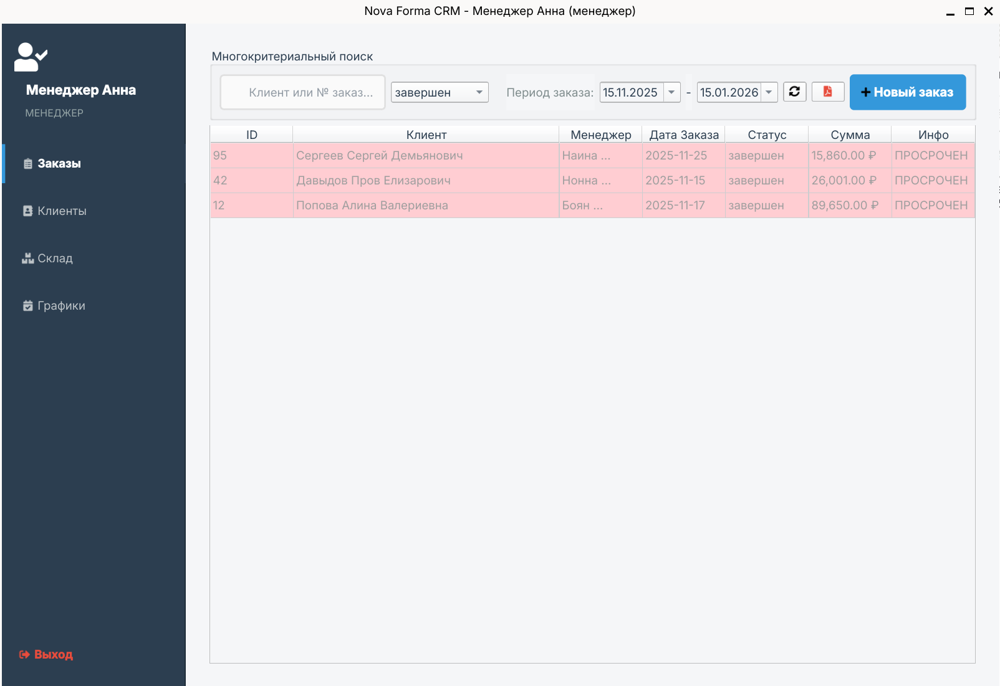 Nova Forma CRM - Менеджер Анна (менеджер)
Менеджер Анна
МЕНЕДЖЕР
Заказы
Клиенты
Склад
Графики
Выход
Многокритериальный поиск
Клиент или № заказ... завершен Период заказа: 15.11.2025 - 15.01.2026 Новый заказ
ID Клиент Менеджер Дата Заказа Статус Сумма Инфо
95 Сергеев Сергей Демьянович Наина ... 2025-11-25 завершен 15,860.00 ₽ ПРОСРОЧЕН
42 Давыдов Пров Елизарович Нонна ... 2025-11-15 завершен 26,001.00 ₽ ПРОСРОЧЕН
12 Попова Алина Валериевна Боян ... 2025-11-17 завершен 89,650.00 ₽ ПРОСРОЧЕН